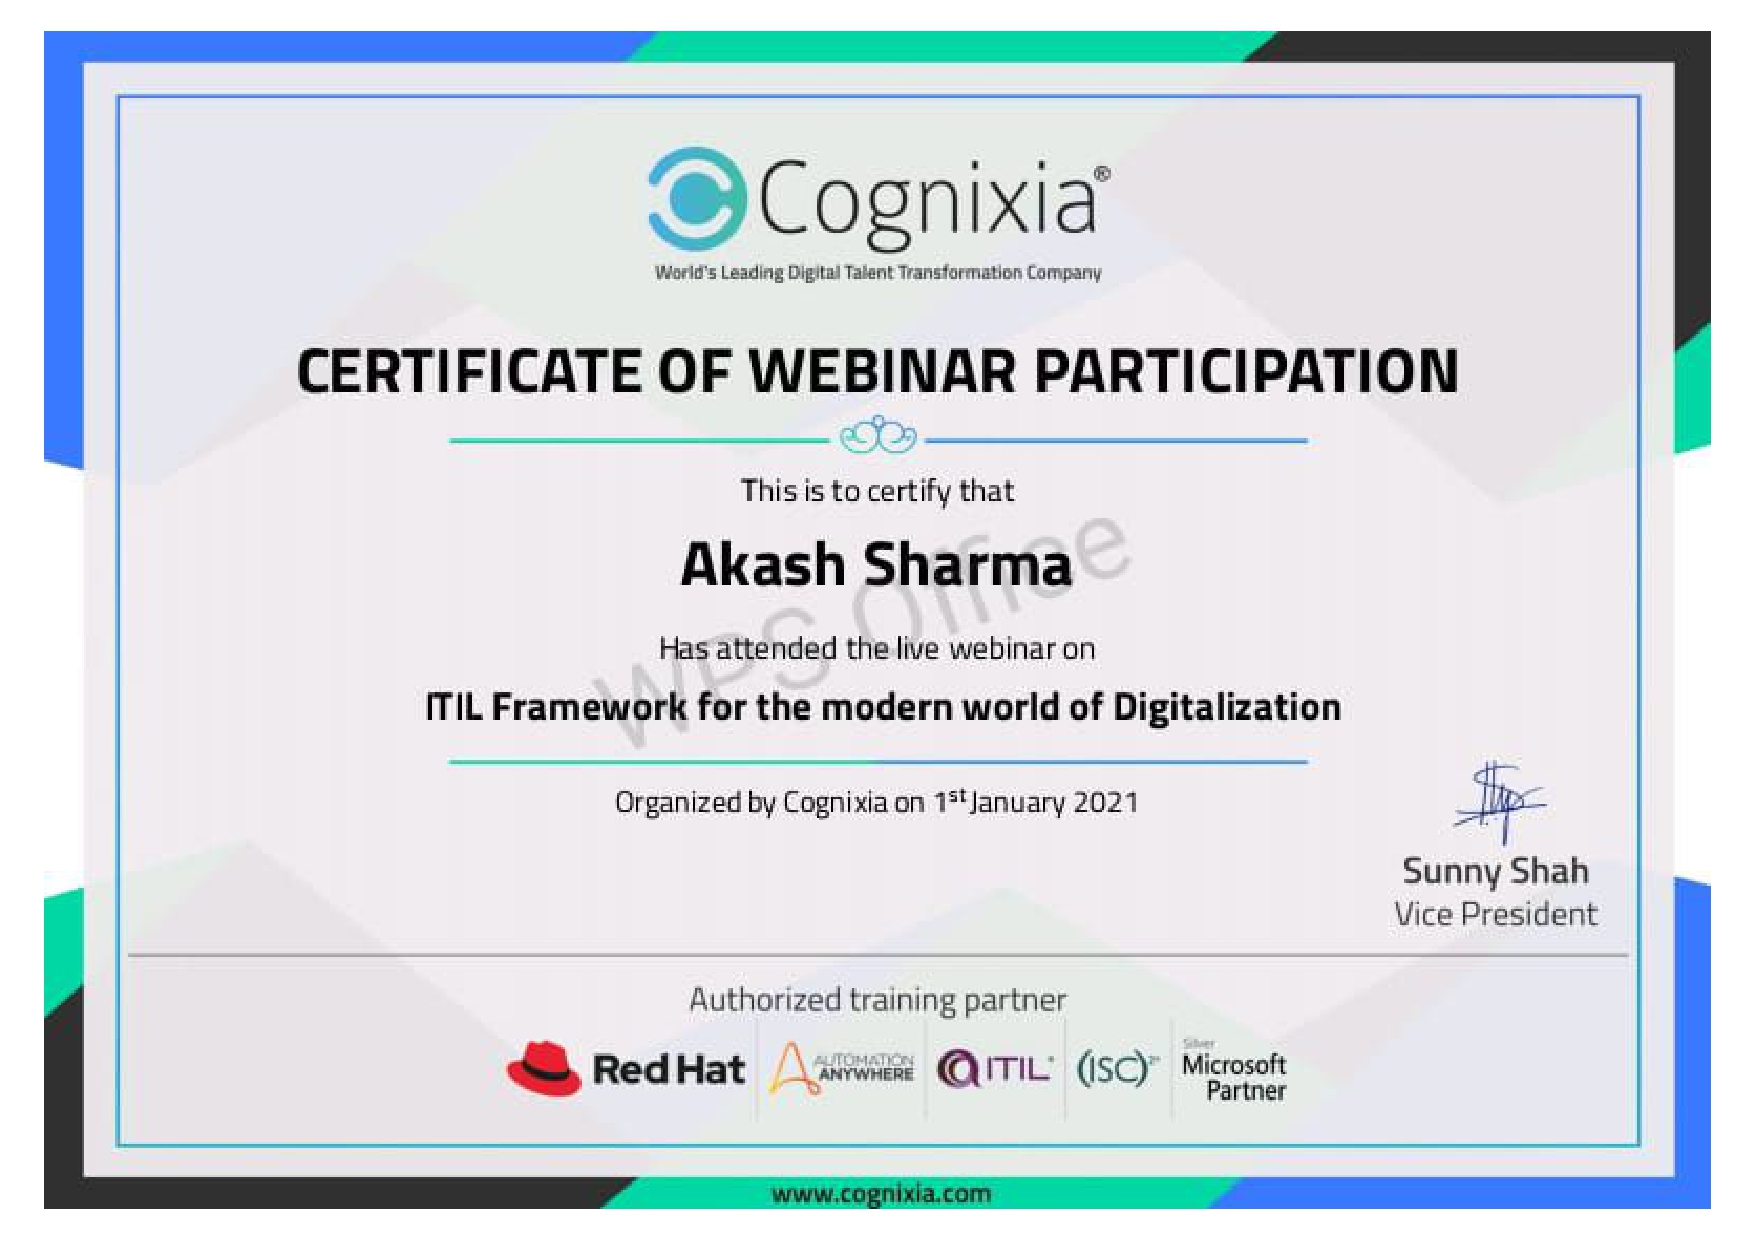 Cognixia®
World's Leading Digital Talent Transformation Company
CERTIFICATE OF WEBINAR PARTICIPATION
This is to certify that
Akash Sharma
Has attended the live webinar on
ITIL Framework for the modern world of Digitalization
WPS Office
Organized by Cognixia on 1st January 2021
Sunny Shah
Vice President
Authorized training partner
Red Hat
AUTOMATION
ANYWHERE
ITIL®
(ISC)²®
Silver
Microsoft
Partner
www.cognixia.com